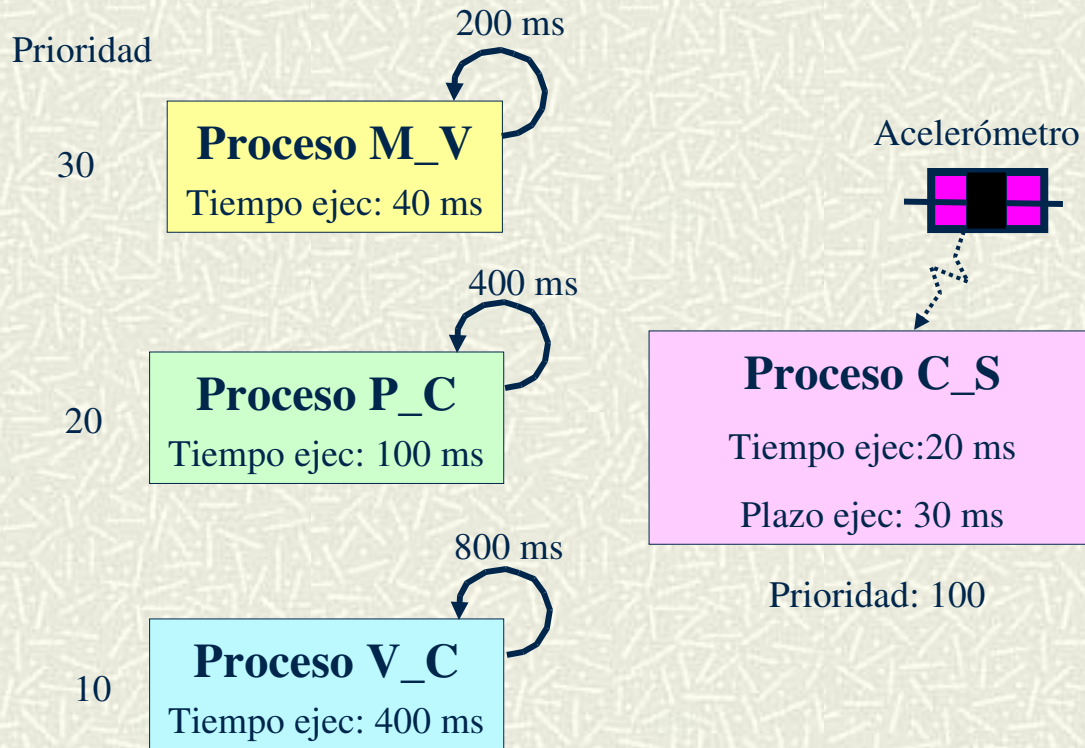 Prioridad
200 ms
30
Proceso M_V
Tiempo ejec: 40 ms
400 ms
20
Proceso P_C
Tiempo ejec: 100 ms
800 ms
10
Proceso V_C
Tiempo ejec: 400 ms
Acelerómetro
Proceso C_S
Tiempo ejec:20 ms
Plazo ejec: 30 ms
Prioridad: 100